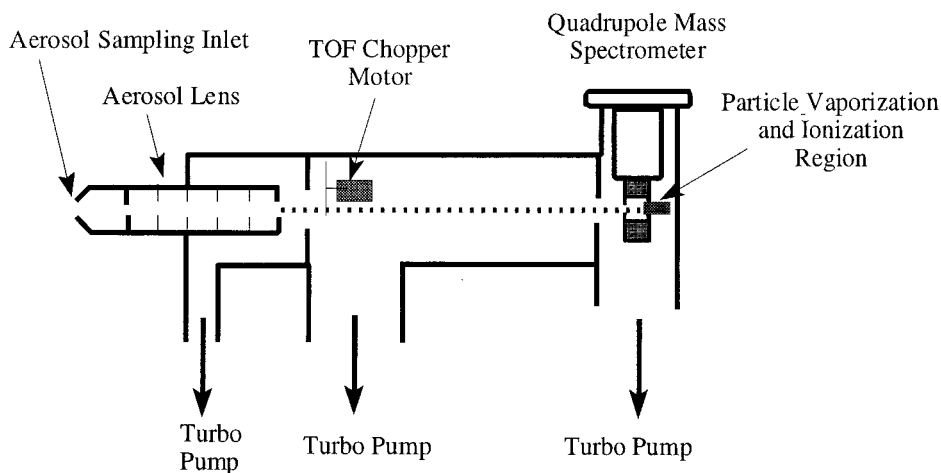 Aerosol Sampling Inlet
Aerosol Lens
TOF Chopper
Motor
Quadrupole Mass
Spectrometer
Particle Vaporization
and Ionization
Region
Turbo
Pump
Turbo Pump
Turbo Pump